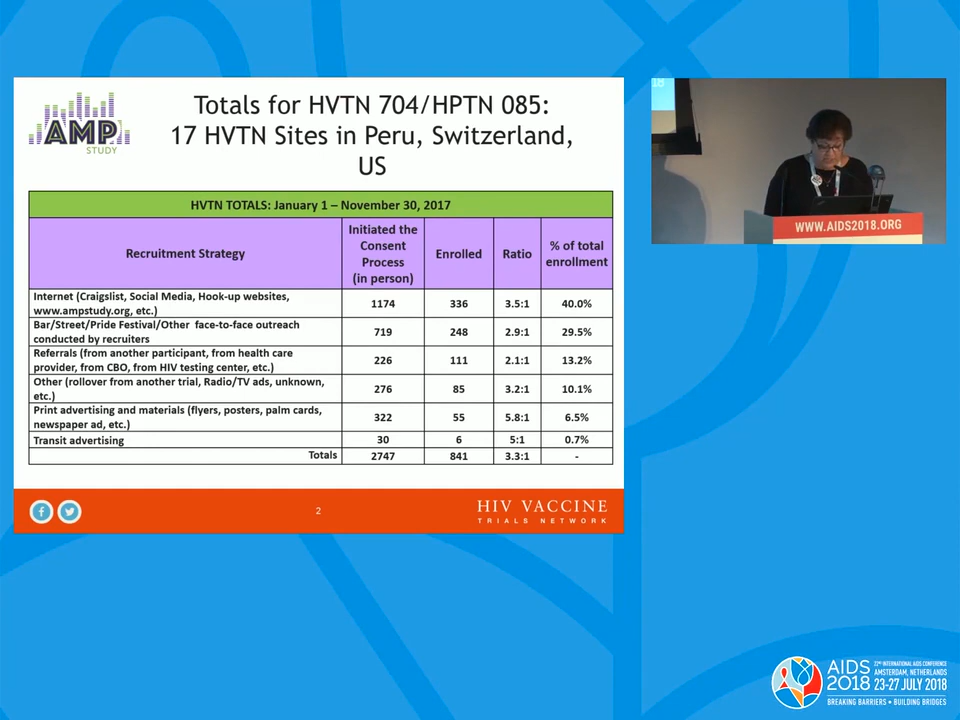 AMP
STUDY
Totals for HVTN 704/HPTN 085:
17 HVTN Sites in Peru, Switzerland,
US
HVTN TOTALS: January 1 – November 30, 2017
Recruitment Strategy
Initiated the
Consent
Process
(in person)
Enrolled
Ratio
% of total
enrollment
Internet (Craigslist, Social Media, Hook-up websites,
www.ampstudy.org, etc.)
1174
336
3.5:1
40.0%
Bar/Street/Pride Festival/Other face-to-face outreach
conducted by recruiters
719
248
2.9:1
29.5%
Referrals (from another participant, from health care
provider, from CBO, from HIV testing center, etc.)
226
111
2.1:1
13.2%
Other (rollover from another trial, Radio/TV ads, unknown,
etc.)
276
85
3.2:1
10.1%
Print advertising and materials (flyers, posters, palm cards,
newspaper ad, etc.)
322
55
5.8:1
6.5%
Transit advertising
30
6
5:1
0.7%
Totals
2747
841
3.3:1
-
2
HIV VACCINE
TRIALS NETWORK
WWW.AIDS2018.ORG
AIDS
2018
22ND INTERNATIONAL AIDS CONFERENCE
AMSTERDAM, NETHERLANDS
23-27 JULY 2018
BREAKING BARRIERS • BUILDING BRIDGES